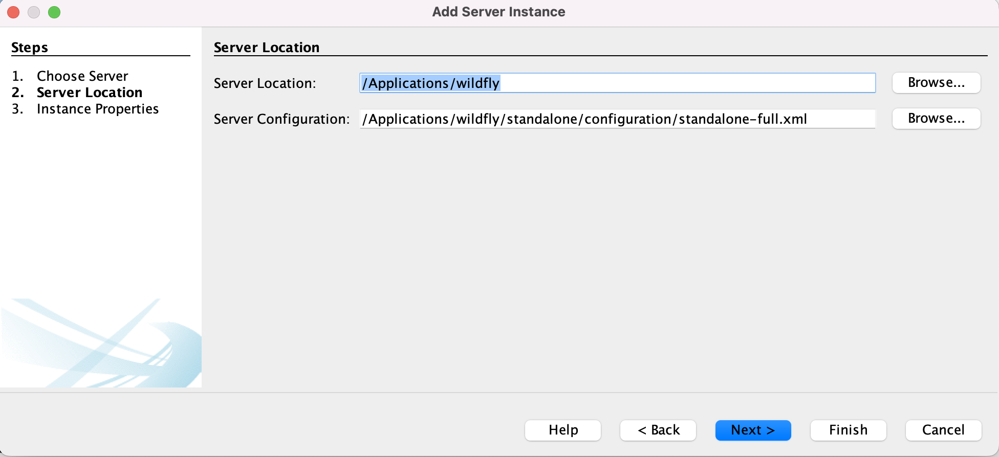 Add Server Instance
Steps
1. Choose Server
2. Server Location
3. Instance Properties
Server Location
Server Location: /Applications/wildfly Browse...
Server Configuration: /Applications/wildfly/standalone/configuration/standalone-full.xml Browse...
Help < Back Next > Finish Cancel